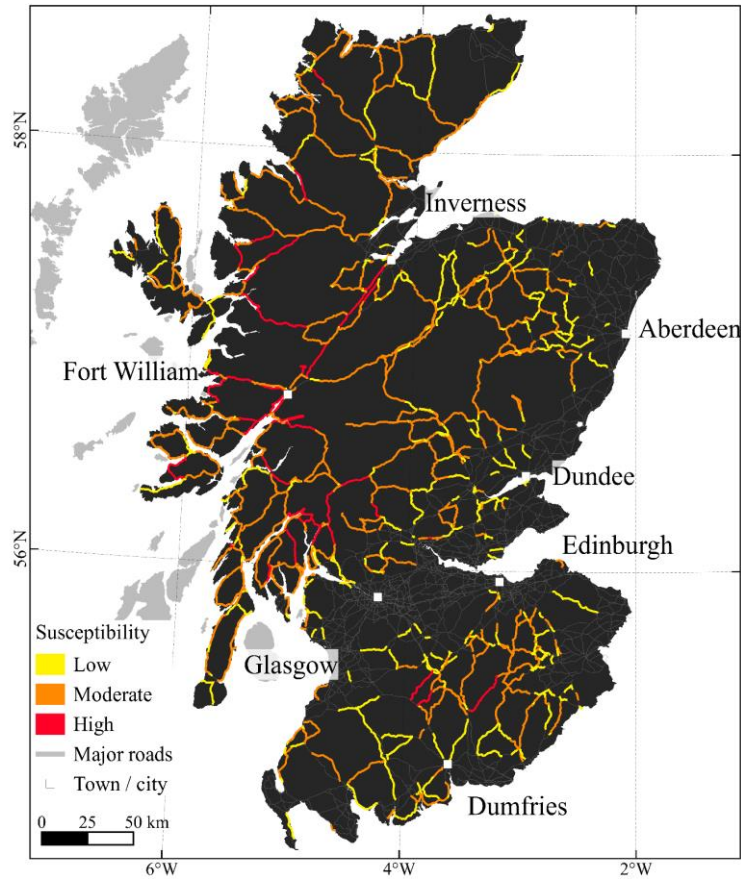 58°N
Inverness
Aberdeen
Fort William
Dundee
56°N
Edinburgh
Susceptibility
Low
Glasgow
Moderate
High
Major roads
Town / city
Dumfries
0 25 50 km
6°W 4°W 2°W